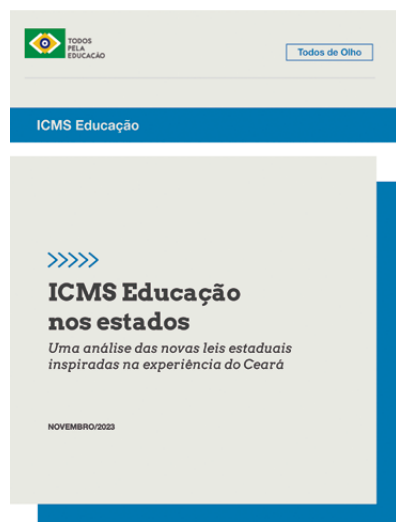 TODOS
PELA
EDUCAÇÃO
Todos de Olho
ICMS Educação
>>>>>
ICMS Educação
nos estados
Uma análise das novas leis estaduais
inspiradas na experiência do Ceará
NOVEMBRO/2023